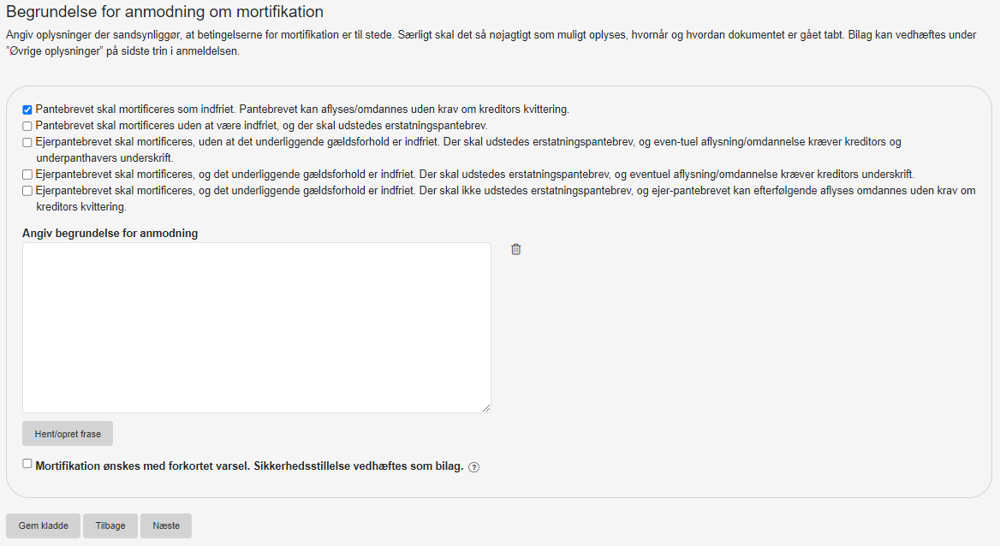 Begrundelse for anmodning om mortifikation
Angiv oplysninger der sandsynliggør, at betingelserne for mortifikation er til stede. Særligt skal det så nøjagtigt som muligt oplyses, hvornår og hvordan dokumentet er gået tabt. Bilag kan vedhæftes under
"Øvrige oplysninger" på sidste trin i anmeldelsen.
Pantebrevet skal mortificeres som indfriet. Pantebrevet kan aflyses/omdannes uden krav om kreditors kvittering.
Pantebrevet skal mortificeres uden at være indfriet, og der skal udstedes erstatningspantebrev.
Ejerpantebrevet skal mortificeres, uden at det underliggende gældsforhold er indfriet. Der skal udstedes erstatningspantebrev, og even-tuel aflysning/omdannelse kræver kreditors og
underpanthavers underskrift.
Ejerpantebrevet skal mortificeres, og det underliggende gældsforhold er indfriet. Der skal udstedes erstatningspantebrev, og eventuel aflysning/omdannelse kræver kreditors underskrift.
Ejerpantebrevet skal mortificeres, og det underliggende gældsforhold er indfriet. Der skal ikke udstedes erstatningspantebrev, og ejer-pantebrevet kan efterfølgende aflyses omdannes uden krav om
kreditors kvittering.
Angiv begrundelse for anmodning
Hent/opret frase
Mortifikation ønskes med forkortet varsel. Sikkerhedsstillelse vedhæftes som bilag. ?
Gem kladde Tilbage Næste